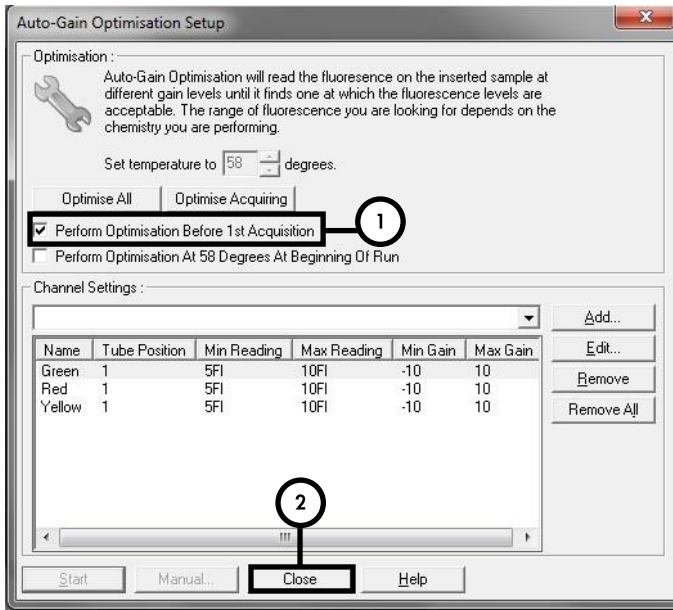 Auto-Gain Optimisation Setup
x
Optimisation :
Auto-Gain Optimisation will read the fluoresence on the inserted sample at
different gain levels until it finds one at which the fluorescence levels are
acceptable. The range of fluorescence you are looking for depends on the
chemistry you are performing.
Set temperature to 58 degrees.
Optimise All Optimise Acquiring
Perform Optimisation Before 1st Acquisition 1
Perform Optimisation At 58 Degrees At Beginning Of Run
Channel Settings :
Add...
Name Tube Position Min Reading Max Reading Min Gain Max Gain Edit...
Green 1 5Fl 10Fl -10 10
Red 1 5Fl 10Fl -10 10 Remove
Yellow 1 5Fl 10Fl -10 10 Remove All
2
Start Manual... Close Help